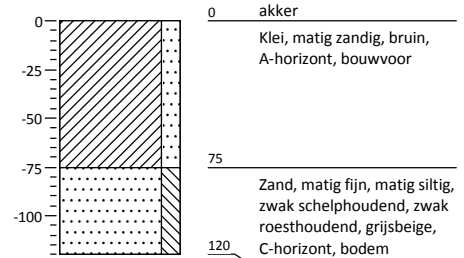 0
-25
-50
-75
-100
0 akker
Klei, matig zandig, bruin,
A-horizont, bouwvoor
75
Zand, matig fijn, matig siltig,
zwak schelphoudend, zwak
roesthoudend, grijsbeige,
120 C-horizont, bodem